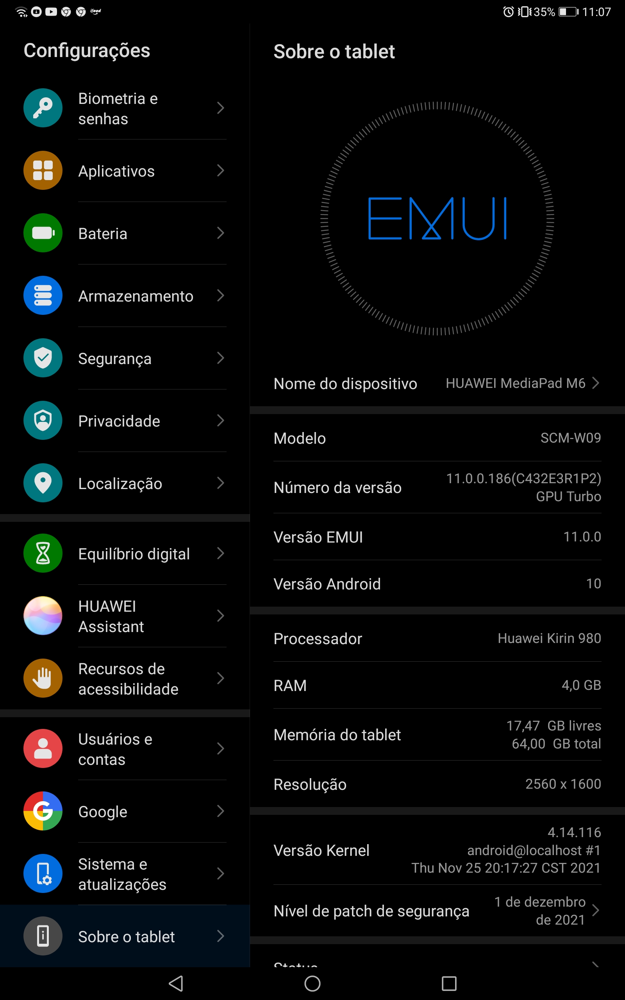 ifood
35% 11:07
Configurações
Biometria e
senhas
Aplicativos
Bateria
Armazenamento
Segurança
Privacidade
Localização
Equilíbrio digital
HUAWEI
Assistant
Recursos de
acessibilidade
Usuários e
contas
Google
Sistema e
atualizações
Sobre o tablet
Sobre o tablet
EMUI
Nome do dispositivo HUAWEI MediaPad M6
Modelo SCM-W09
Número da versão 11.0.0.186(C432E3R1P2)
GPU Turbo
Versão EMUI 11.0.0
Versão Android 10
Processador Huawei Kirin 980
RAM 4,0 GB
Memória do tablet 17,47 GB livres
64,00 GB total
Resolução 2560 x 1600
Versão Kernel 4.14.116
android@localhost #1
Thu Nov 25 20:17:27 CST 2021
Nível de patch de segurança 1 de dezembro
de 2021
Status